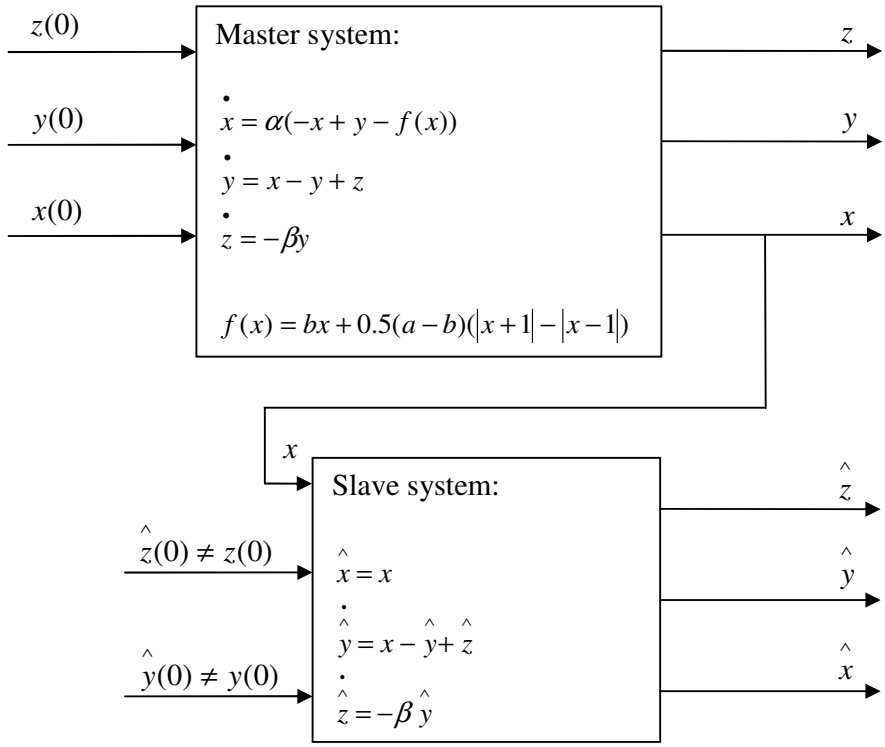 z(0)
y(0)
x(0)
Master system:
ẋ = α(-x + y - f(x))
ẏ = x - y + z
ż = -βy
f(x) = bx + 0.5(a - b)(|x + 1| - |x - 1|)
z
y
x
x
Slave system:
ẑ(0) ≠ z(0)
ŷ(0) ≠ y(0)
x̂ = x
ŷ̇ = x - ŷ + ẑ
ẑ̇ = -β ŷ
ẑ
ŷ
x̂